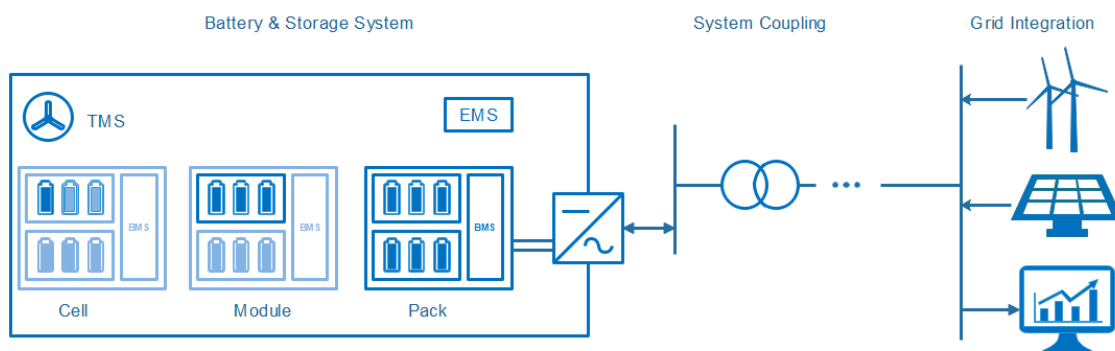 Battery & Storage System
System Coupling
Grid Integration
TMS
EMS
BMS
BMS
BMS
Cell
Module
Pack